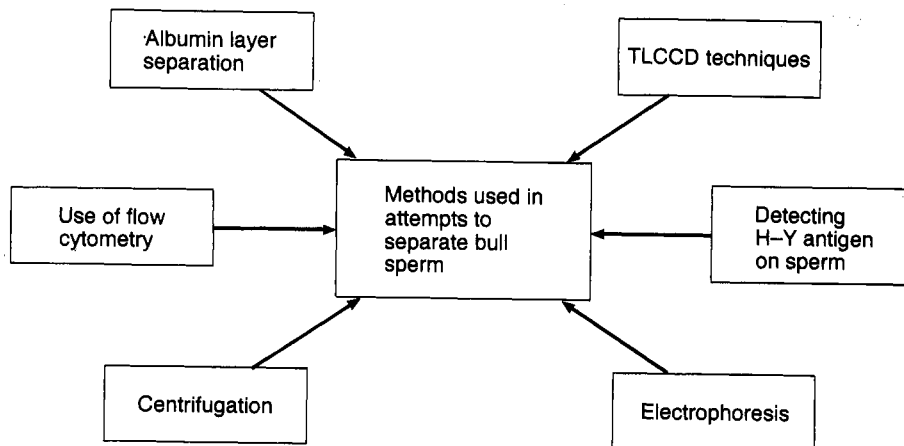 Albumin layer
separation
TLCCD techniques
Use of flow
cytometry
Methods used in
attempts to
separate bull
sperm
Detecting
H–Y antigen
on sperm
Centrifugation
Electrophoresis